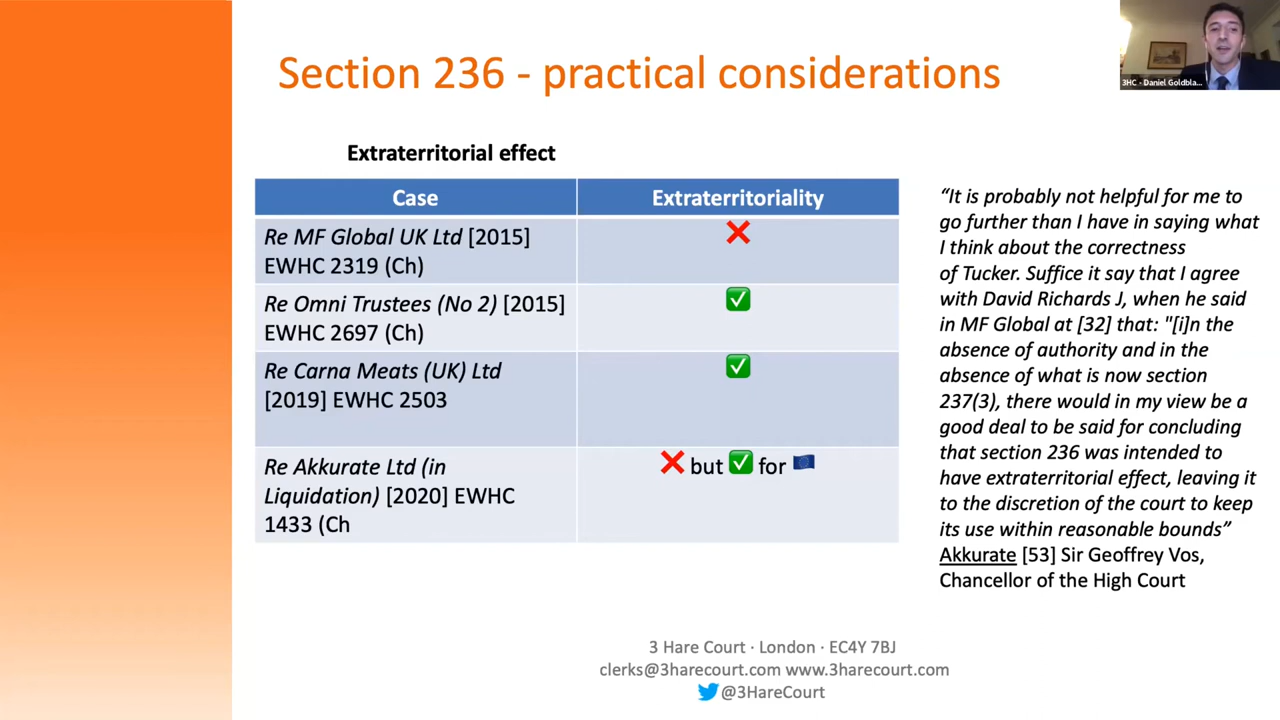 Section 236 - practical considerations
3HC - Daniel Goldbla...
Extraterritorial effect
Case
Extraterritoriality
Re MF Global UK Ltd [2015]
EWHC 2319 (Ch)
Re Omni Trustees (No 2) [2015]
EWHC 2697 (Ch)
Re Carna Meats (UK) Ltd
[2019] EWHC 2503
Re Akkurate Ltd (in
Liquidation) [2020] EWHC
1433 (Ch
but for
“It is probably not helpful for me to
go further than I have in saying what
I think about the correctness
of Tucker. Suffice it say that I agree
with David Richards J, when he said
in MF Global at [32] that: "[i]n the
absence of authority and in the
absence of what is now section
237(3), there would in my view be a
good deal to be said for concluding
that section 236 was intended to
have extraterritorial effect, leaving it
to the discretion of the court to keep
its use within reasonable bounds”
Akkurate [53] Sir Geoffrey Vos,
Chancellor of the High Court
3 Hare Court · London · EC4Y 7BJ
clerks@3harecourt.com www.3harecourt.com
@3HareCourt